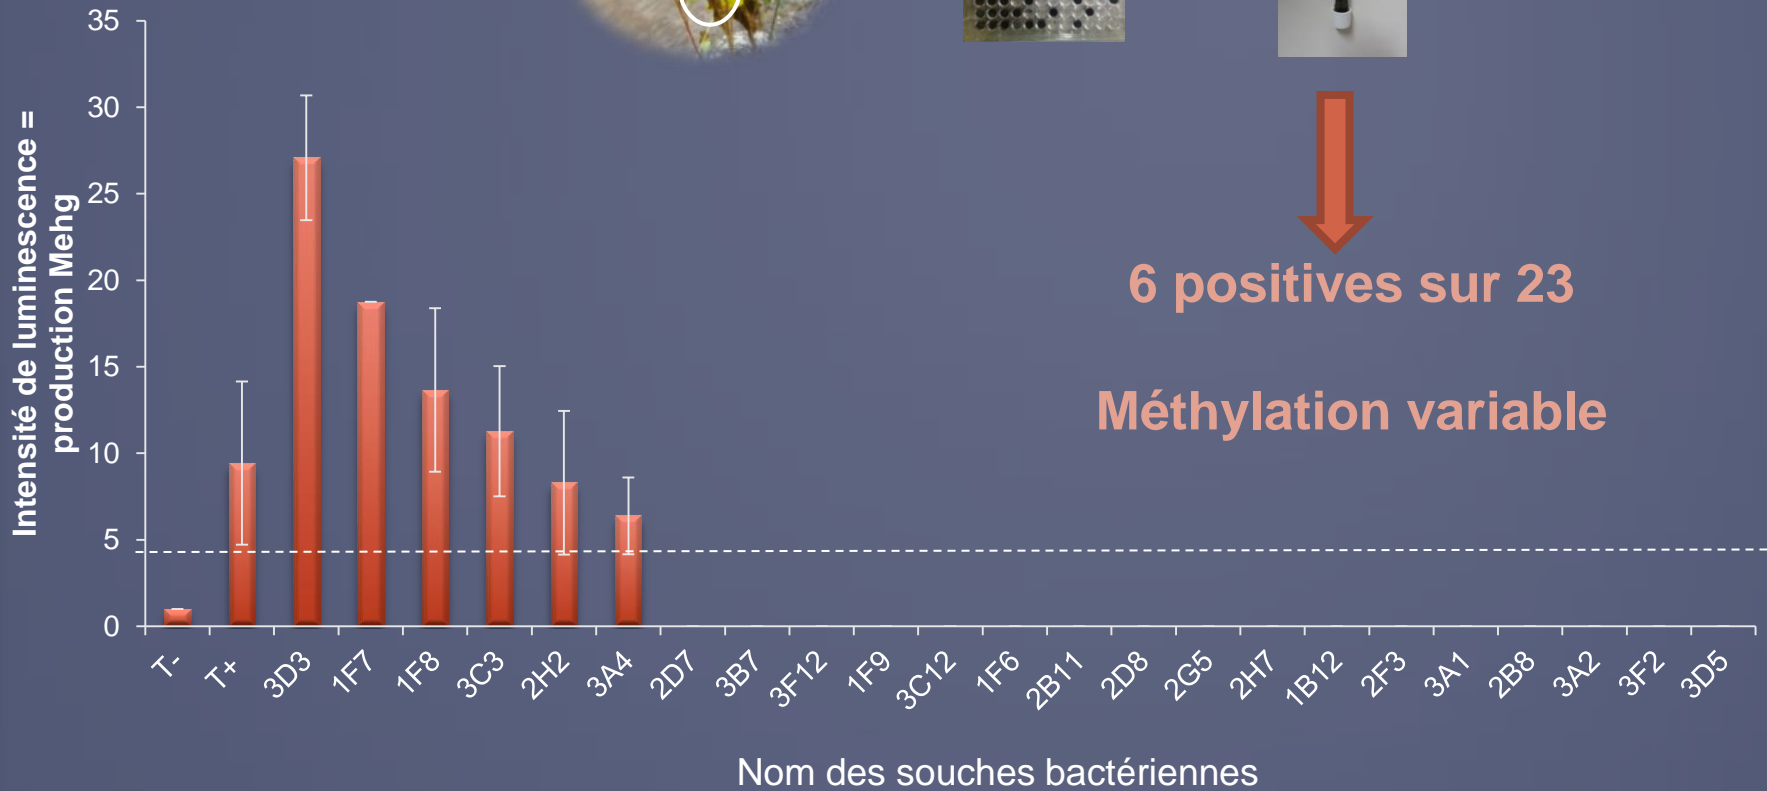 Intensité de luminescence =
production Mehg
35
30
25
20
15
10
5
0
6 positives sur 23
Méthylation variable
T-
T+
3D3
1F7
1F8
3C3
2H2
3A4
2D7
3B7
3F12
1F9
3C12
1F6
2B11
2D8
2G5
2H7
1B12
2F3
3A1
2B8
3A2
3F2
3D5
Nom des souches bactériennes